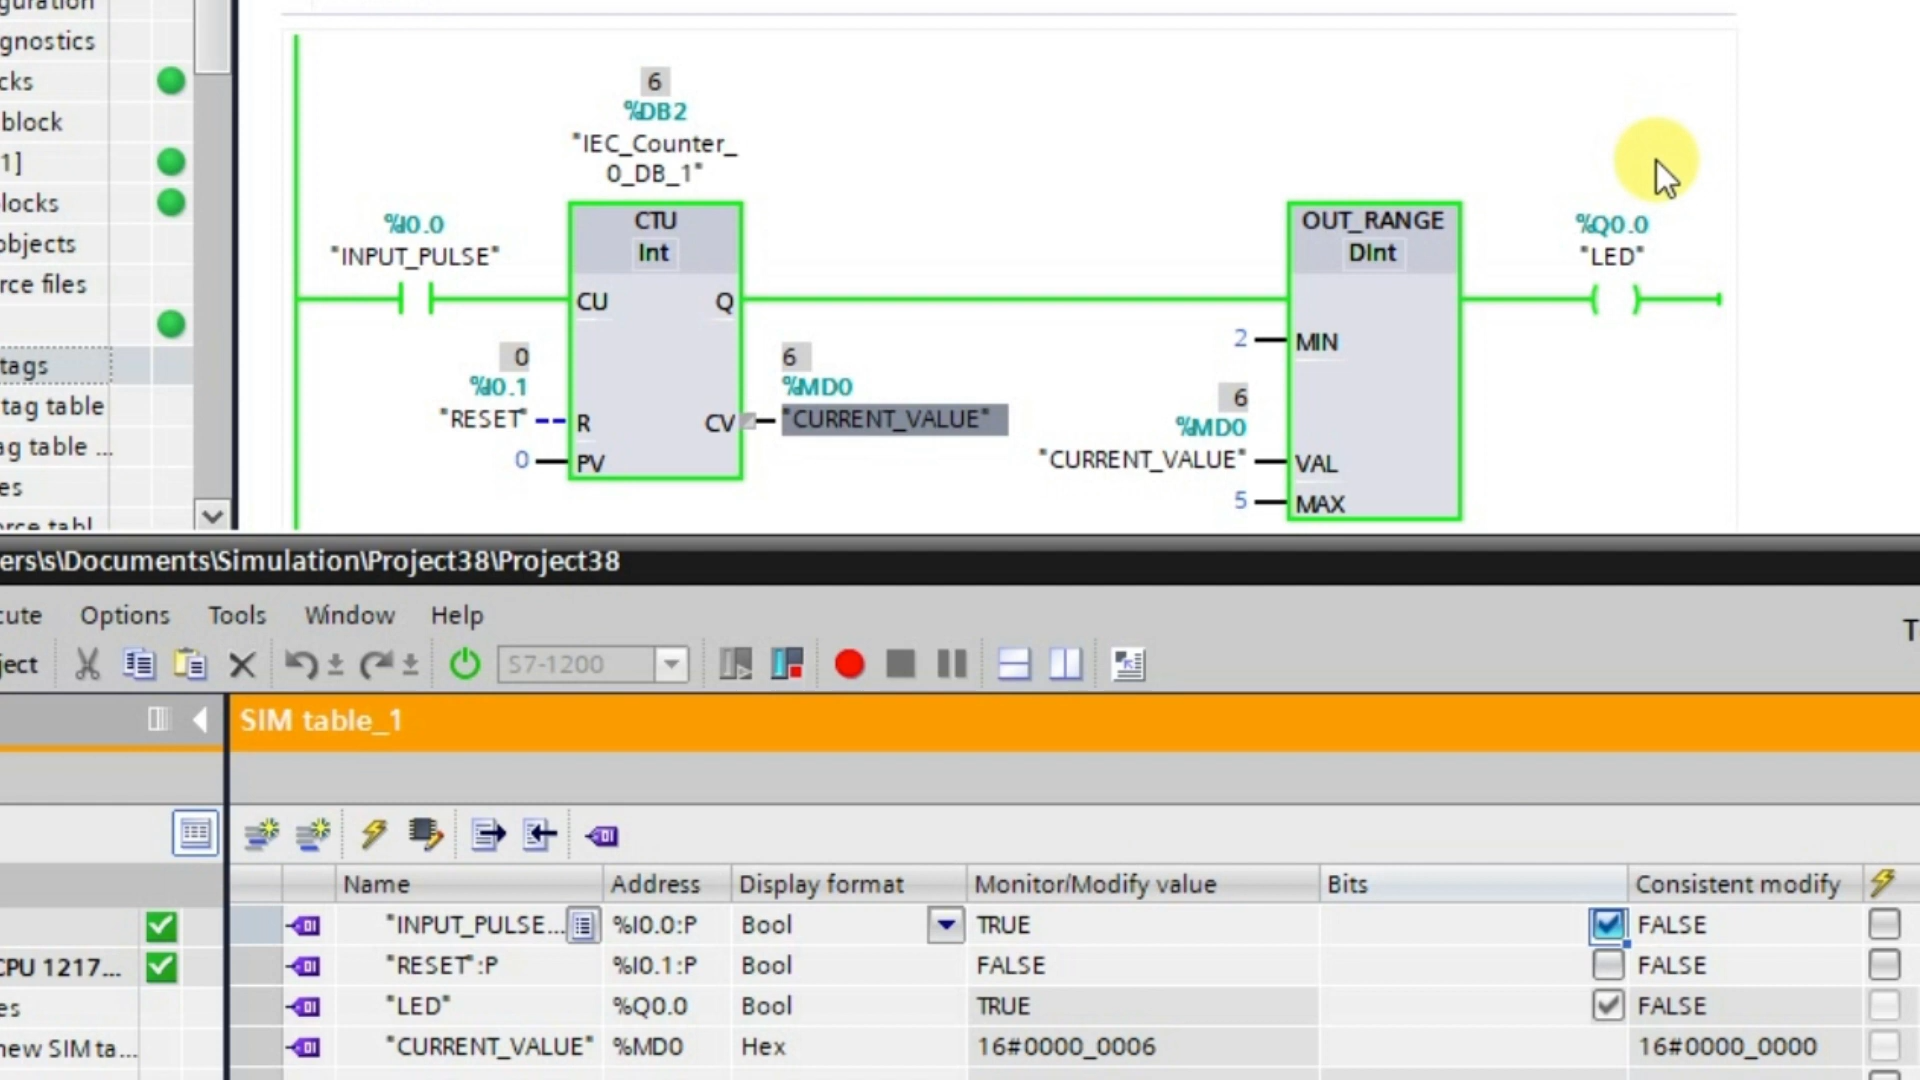 guration
gnostics
cks
block
1]
locks
objects
rce files
tags
tag table
ag table ...
es
orce tabl
6
%DB2
"IEC_Counter_
0_DB_1"
%I0.0
"INPUT_PULSE"
CTU
Int
CU Q
0
%I0.1
"RESET" R
0 PV
6
%MD0
CV "CURRENT_VALUE"
OUT_RANGE
DInt
2 MIN
6
%MD0
"CURRENT_VALUE" VAL
5 MAX
%Q0.0
"LED"
ers\s\Documents\Simulation\Project38\Project38
cute Options Tools Window Help
T
ject S7-1200
SIM table_1
Name Address Display format Monitor/Modify value Bits Consistent modify
"INPUT_PULSE... %I0.0:P Bool TRUE FALSE
CPU 1217... "RESET":P %I0.1:P Bool FALSE FALSE
es "LED" %Q0.0 Bool TRUE FALSE
new SIM ta... "CURRENT_VALUE" %MD0 Hex 16#0000_0006 16#0000_0000